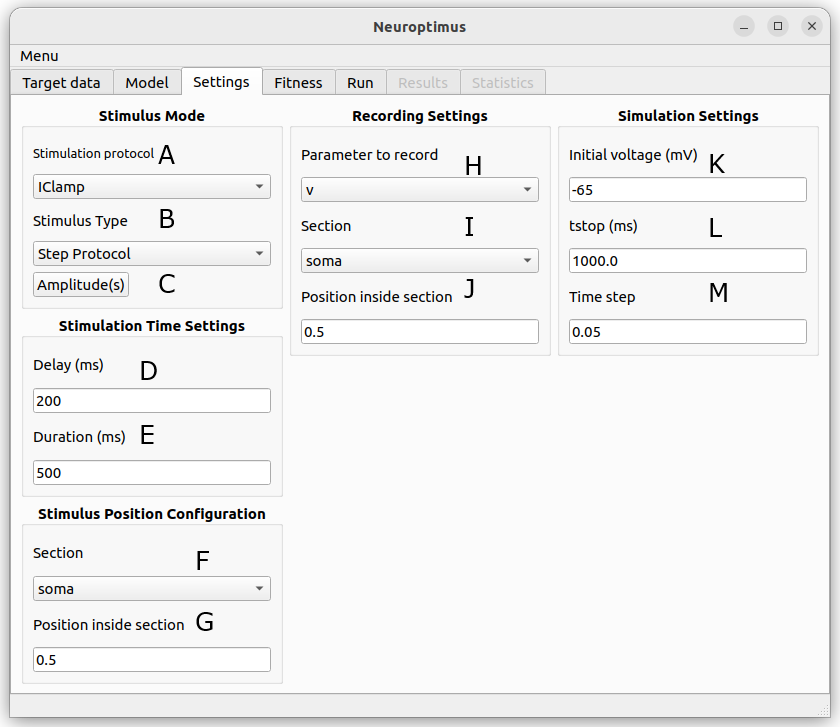 Neuroptimus
Menu
Target data Model Settings Fitness Run Results Statistics
Stimulus Mode
Stimulation protocol A
IClamp
Stimulus Type B
Step Protocol
Amplitude(s) C
Stimulation Time Settings
Delay (ms) D
200
Duration (ms) E
500
Stimulus Position Configuration
Section F
soma
Position inside section G
0.5
Recording Settings
Parameter to record H
v
Section I
soma
Position inside section J
0.5
Simulation Settings
Initial voltage (mV) K
-65
tstop (ms) L
1000.0
Time step M
0.05